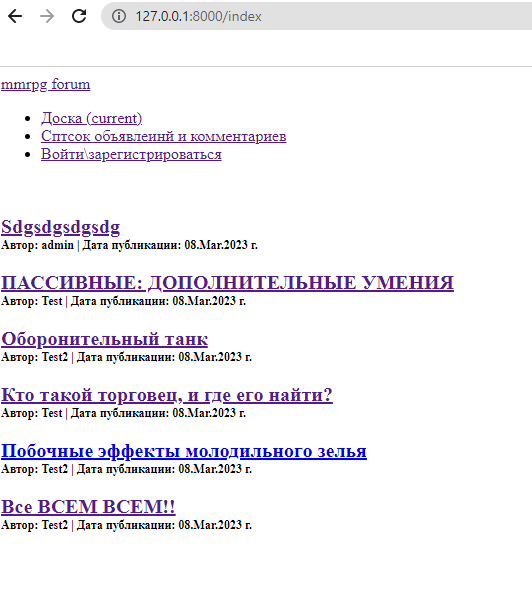 127.0.0.1:8000/index
mmrpg forum
Доска (current)
Сптсок объявлеинй и комментариев
Войти\зарегистрироваться
Sdgsdgsdgsdg
Автор: admin | Дата публикации: 08.Mar.2023 г.
ПАССИВНЫЕ: ДОПОЛНИТЕЛЬНЫЕ УМЕНИЯ
Автор: Test | Дата публикации: 08.Mar.2023 г.
Оборонительный танк
Автор: Test2 | Дата публикации: 08.Mar.2023 г.
Кто такой торговец, и где его найти?
Автор: Test | Дата публикации: 08.Mar.2023 г.
Побочные эффекты молодильного зелья
Автор: Test2 | Дата публикации: 08.Mar.2023 г.
Все ВСЕМ ВСЕМ!!
Автор: Test2 | Дата публикации: 08.Mar.2023 г.